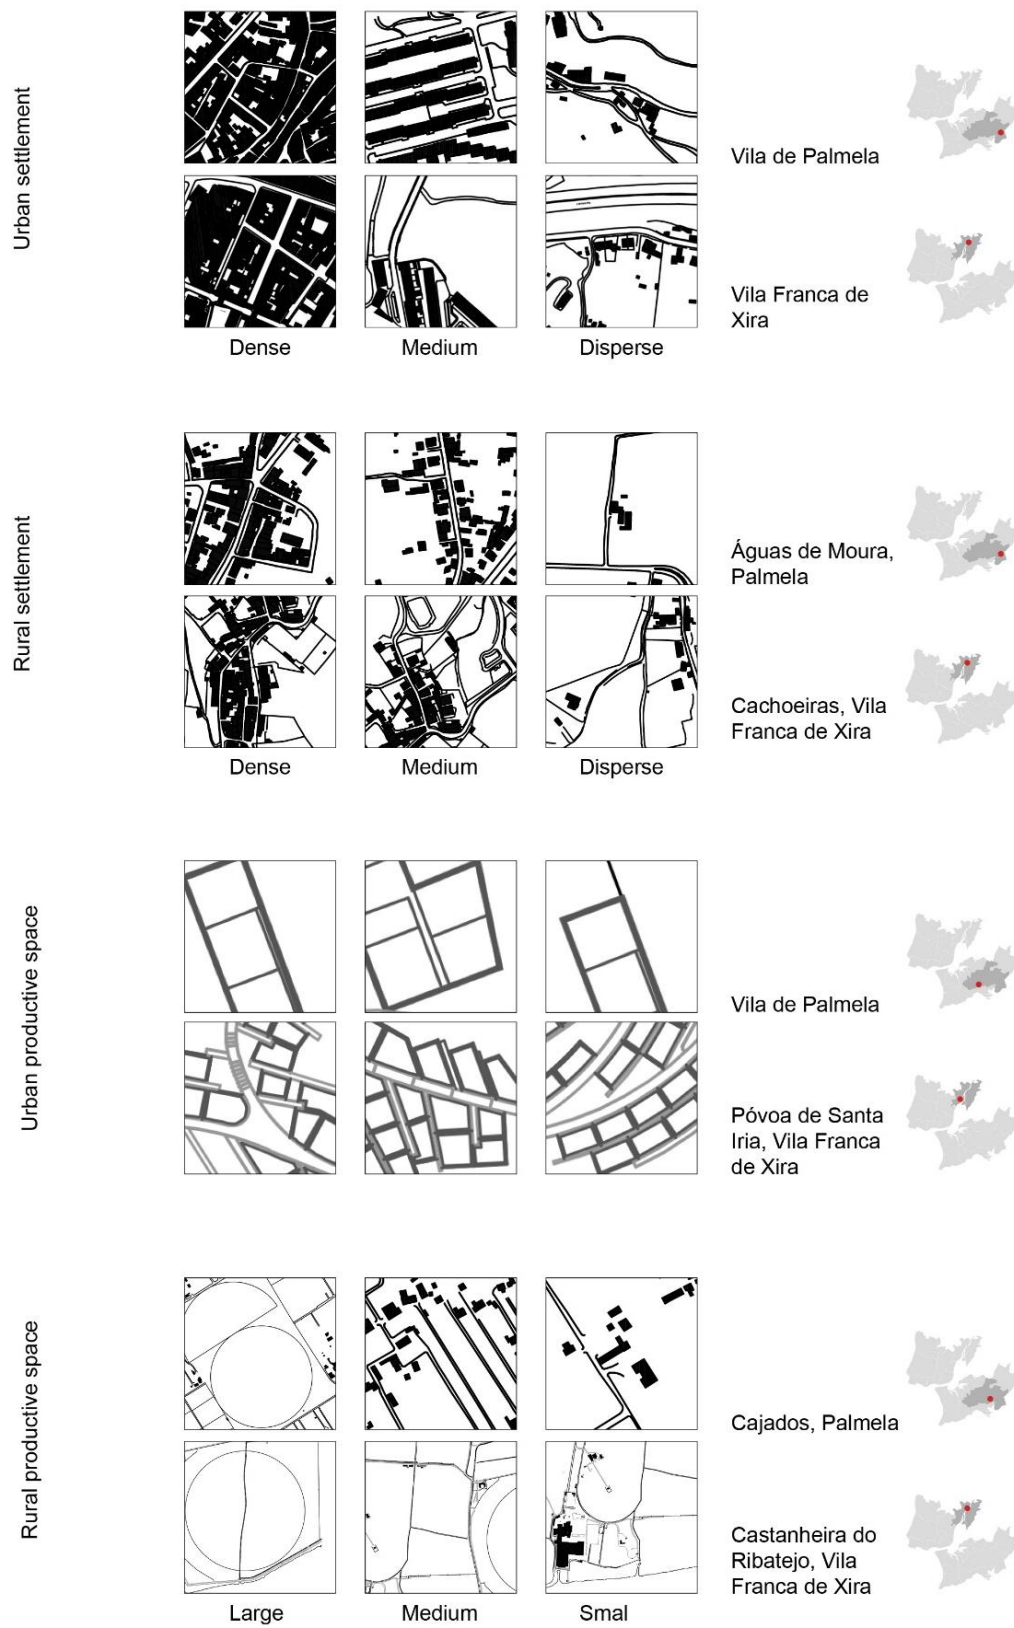 Urban settlement
Vila de Palmela
Vila Franca de
Xira
Dense
Medium
Disperse
Rural settlement
Águas de Moura,
Palmela
Cachoeiras, Vila
Franca de Xira
Dense
Medium
Disperse
Urban productive space
Vila de Palmela
Póvoa de Santa
Iria, Vila Franca
de Xira
Rural productive space
Cajados, Palmela
Castanheira do
Ribatejo, Vila
Franca de Xira
Large
Medium
Smal